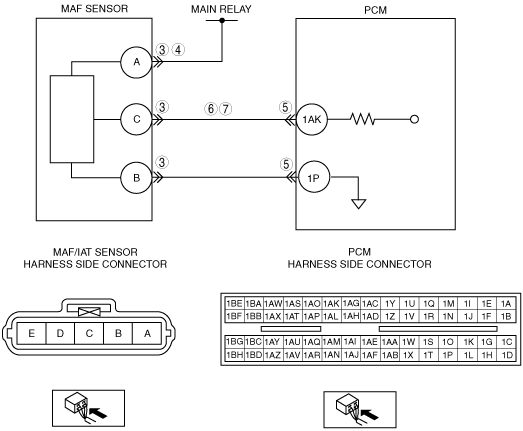 MAF SENSOR
MAIN RELAY
PCM
A
3 4
C
3
6 7
5
1AK
B
3
5
1P
MAF/IAT SENSOR
HARNESS SIDE CONNECTOR
PCM
HARNESS SIDE CONNECTOR
E D C B A
1BE 1BA 1AW 1AS 1AO 1AK 1AG 1AC 1Y 1U 1Q 1M 1I 1E 1A
1BF 1BB 1AX 1AT 1AP 1AL 1AH 1AD 1Z 1V 1R 1N 1J 1F 1B
1BG 1BC 1AY 1AU 1AQ 1AM 1AI 1AE 1AA 1W 1S 1O 1K 1G 1C
1BH 1BD 1AZ 1AV 1AR 1AN 1AJ 1AF 1AB 1X 1T 1P 1L 1H 1D